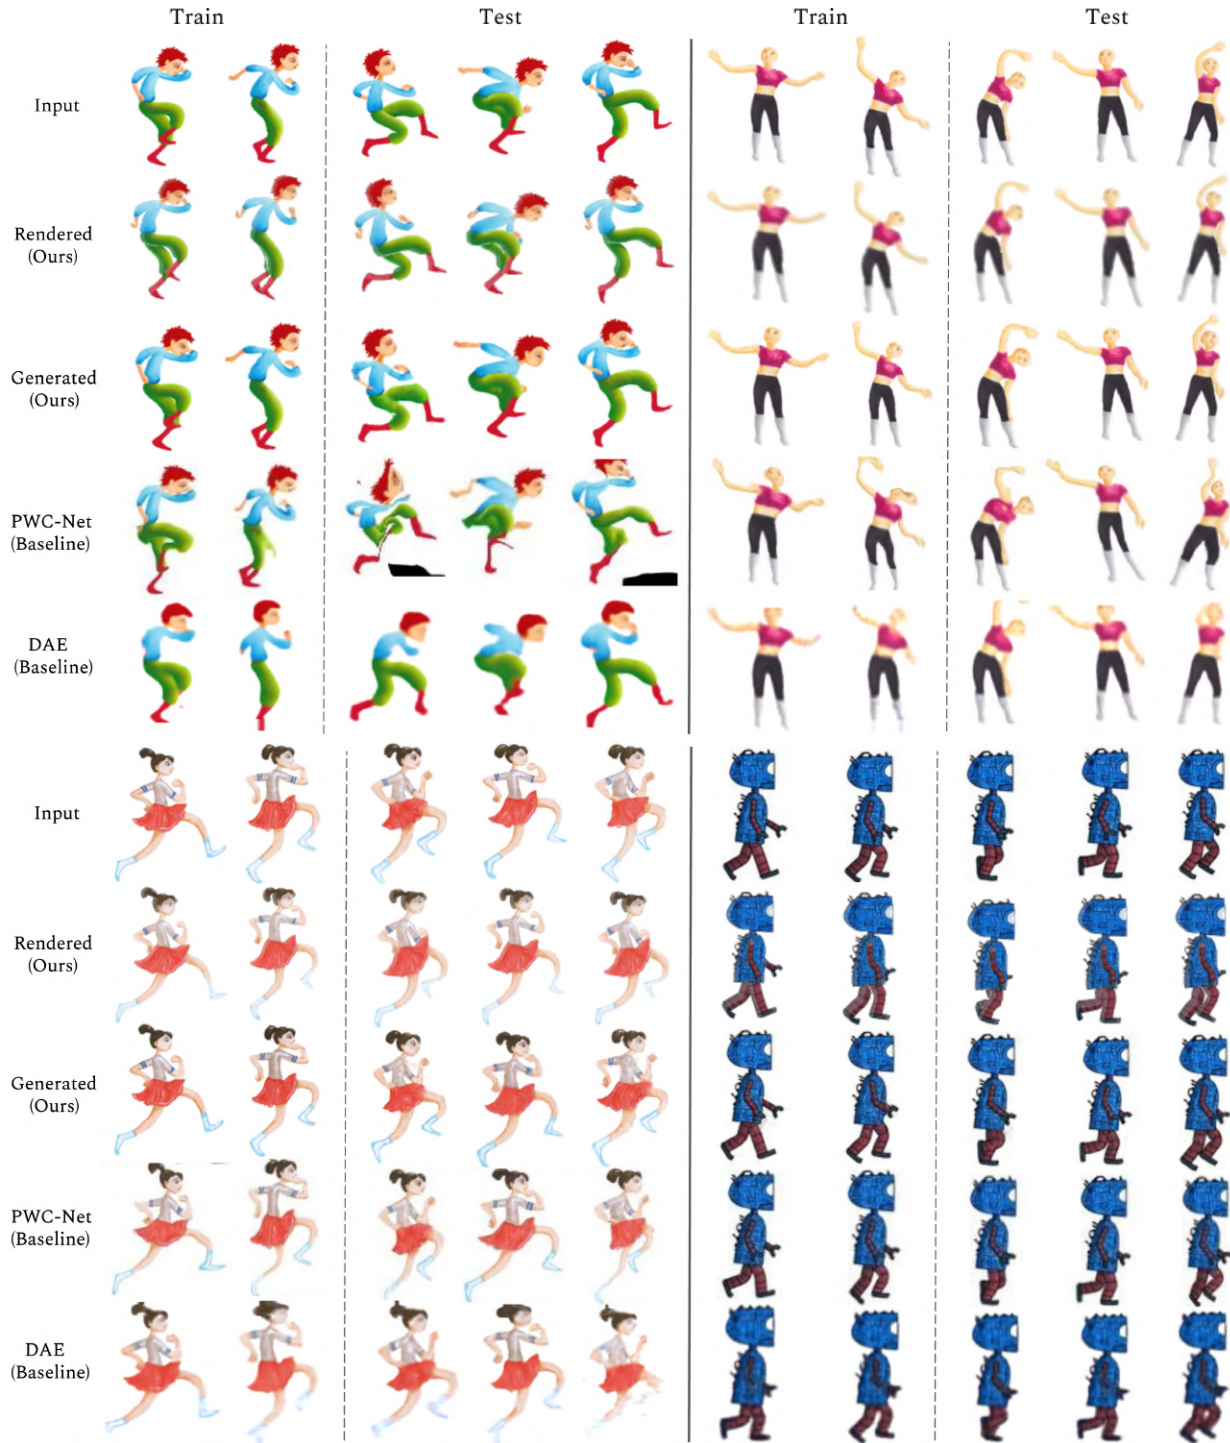 Train
Test
Train
Test
Input
Rendered
(Ours)
Generated
(Ours)
PWC-Net
(Baseline)
DAE
(Baseline)
Input
Rendered
(Ours)
Generated
(Ours)
PWC-Net
(Baseline)
DAE
(Baseline)